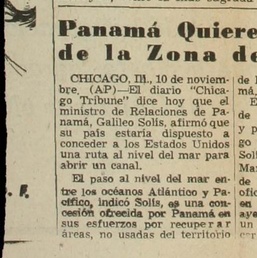 Panamá Quiere
de la Zona de
CHICAGO, Ill., 10 de noviem-
bre. (AP)—El diario "Chica-
go Tribune" dice hoy que el
ministro de Relaciones de Pa-
namá, Galileo Solís, afirmó que
su país estaría dispuesto a
conceder a los Estados Unidos
una ruta al nivel del mar para
abrir un canal.
El paso al nivel del mar en-
tre los océanos Atlántico y Pa-
cífico, indicó Solís, es una con-
cesión ofrecida por Panamá en
sus esfuerzos por recuperar
áreas, no usadas del territorio